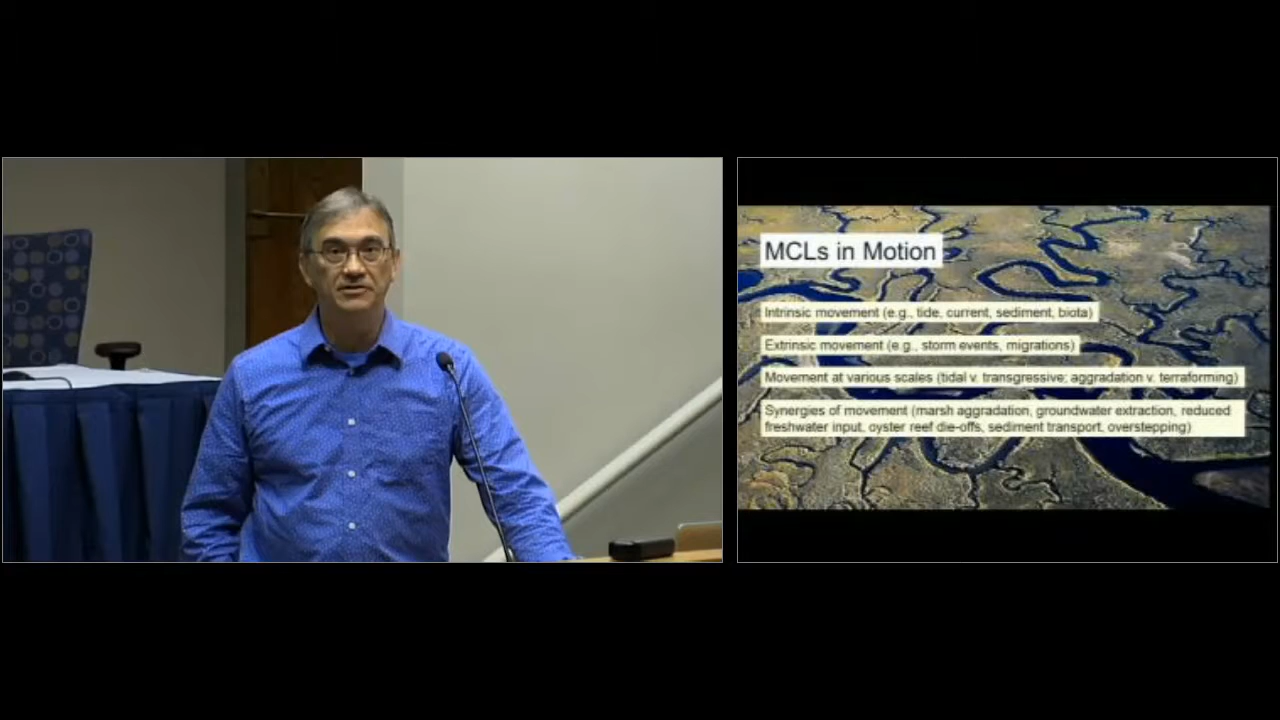 MCLs in Motion
Intrinsic movement (e.g., tide, current, sediment, biota)
Extrinsic movement (e.g., storm events, migrations)
Movement at various scales (tidal v. transgressive; aggradation v. terraforming)
Synergies of movement (marsh aggradation, groundwater extraction, reduced
freshwater input, oyster reef die-offs, sediment transport, overstepping)